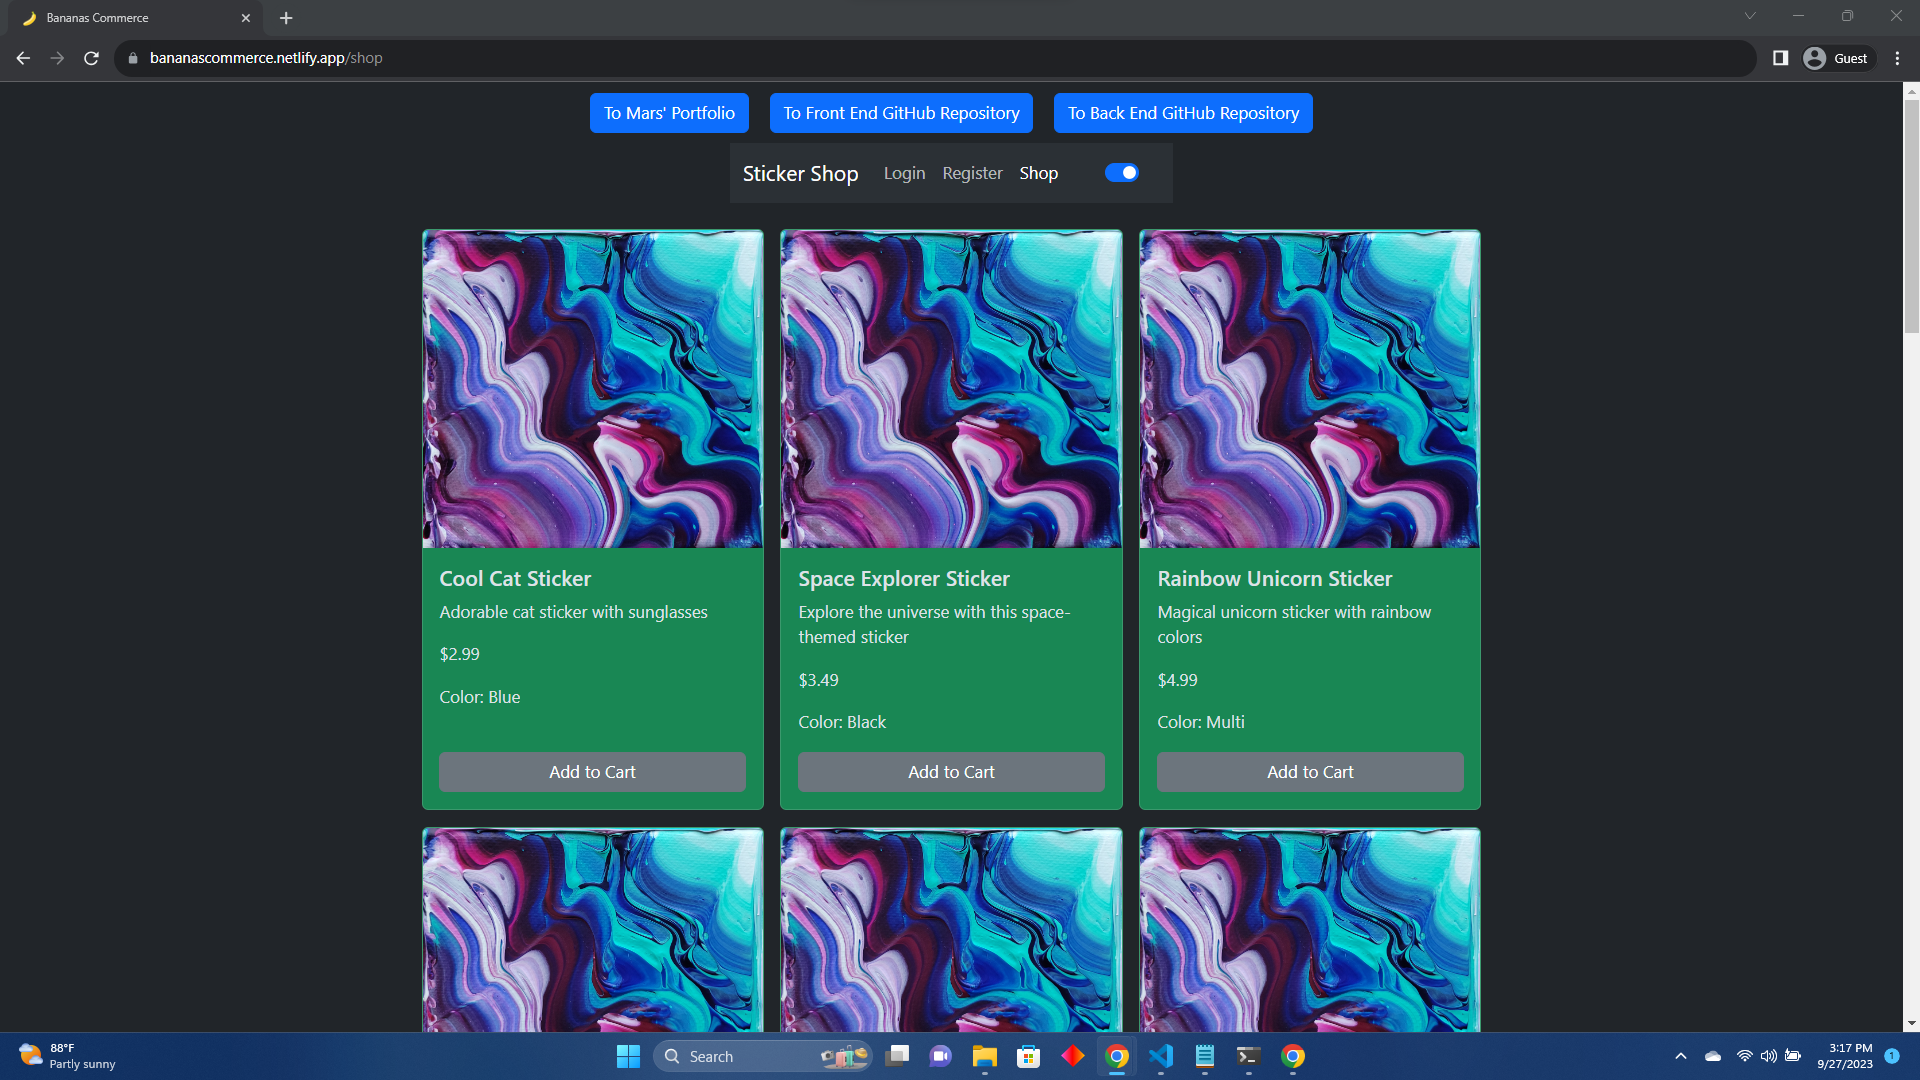 Bananas Commerce
bananascommerce.netlify.app/shop
Guest
To Mars' Portfolio
To Front End GitHub Repository
To Back End GitHub Repository
Sticker Shop
Login
Register
Shop
Cool Cat Sticker
Adorable cat sticker with sunglasses
$2.99
Color: Blue
Add to Cart
Space Explorer Sticker
Explore the universe with this space-
themed sticker
$3.49
Color: Black
Add to Cart
Rainbow Unicorn Sticker
Magical unicorn sticker with rainbow
colors
$4.99
Color: Multi
Add to Cart
88°F
Partly sunny
Search
3:17 PM
9/27/2023
1